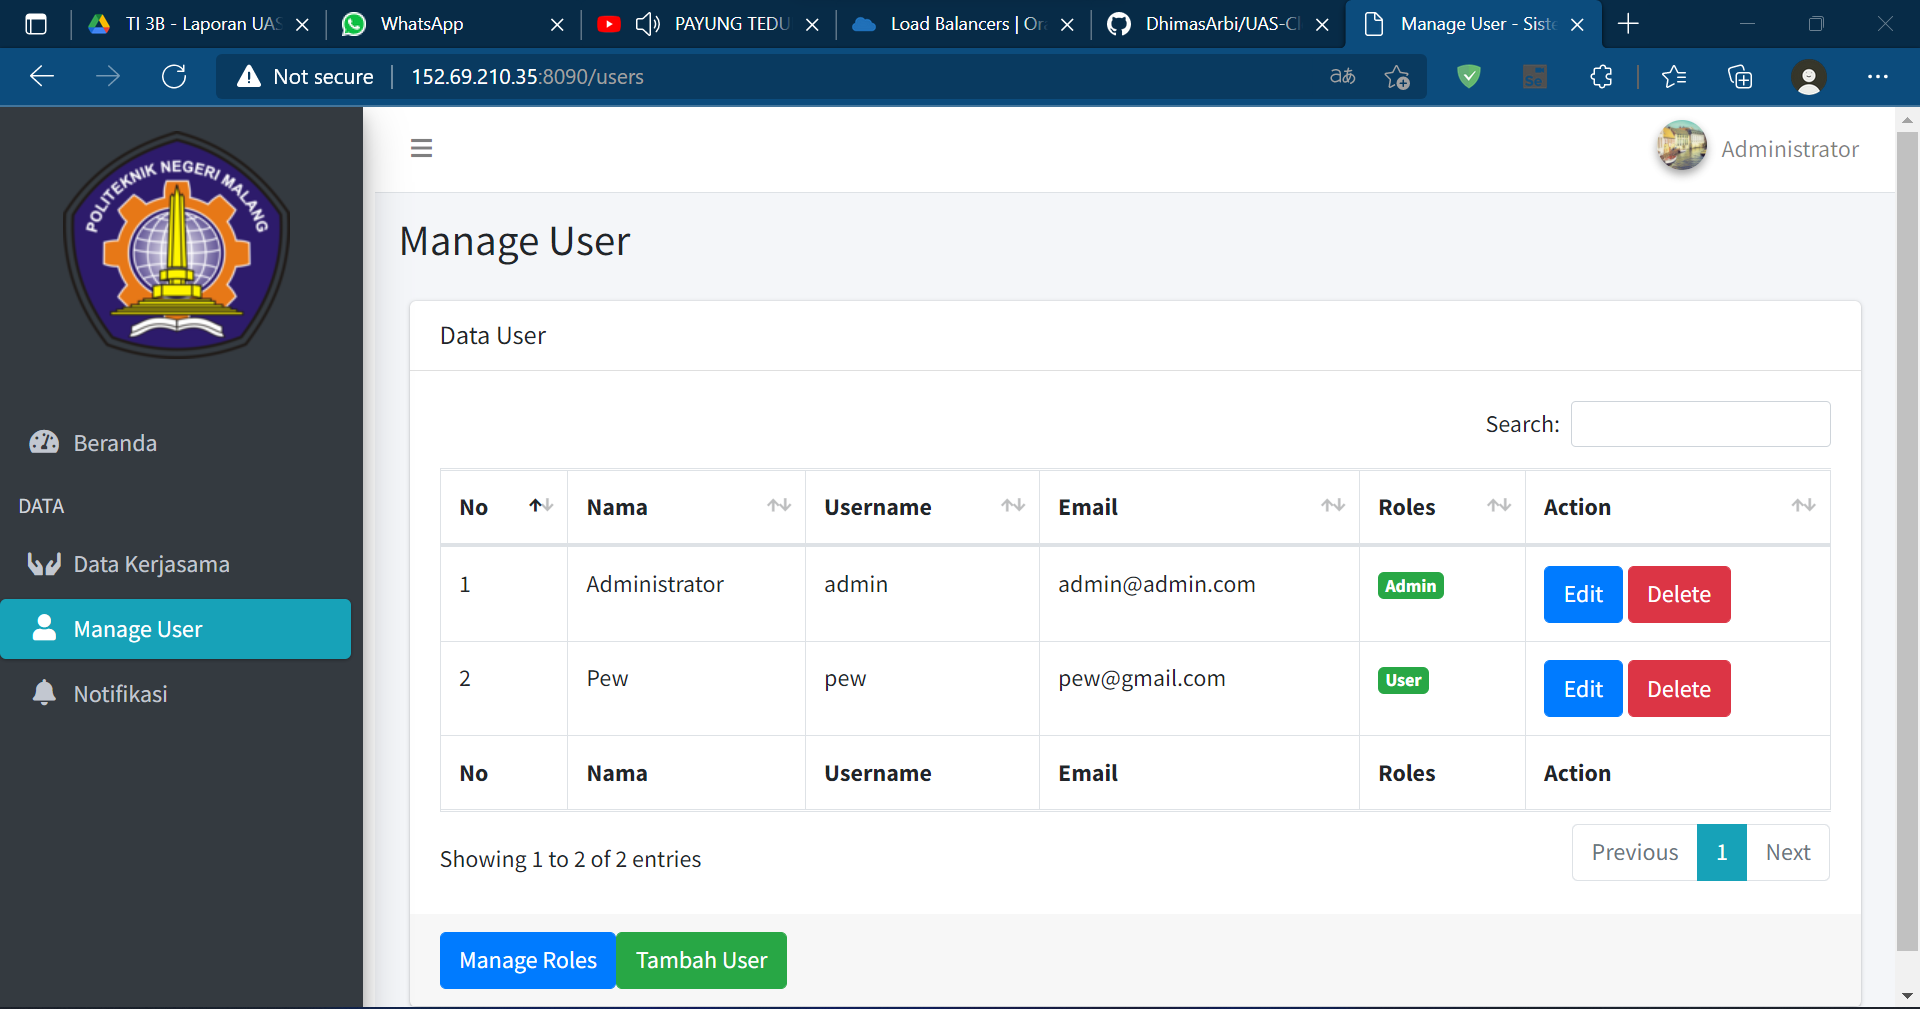 TI 3B - Laporan UAS
WhatsApp
PAYUNG TEDU
Load Balancers | Ora
DhimasArbi/UAS-Cl
Manage User - Siste
Not secure
152.69.210.35:8090/users
POLITEKNIK NEGERI MALANG
Administrator
Beranda
DATA
Data Kerjasama
Manage User
Notifikasi
Manage User
Data User
Search:
No Nama Username Email Roles Action
1 Administrator admin admin@admin.com Admin Edit Delete
2 Pew pew pew@gmail.com User Edit Delete
No Nama Username Email Roles Action
Showing 1 to 2 of 2 entries
Previous 1 Next
Manage Roles Tambah User